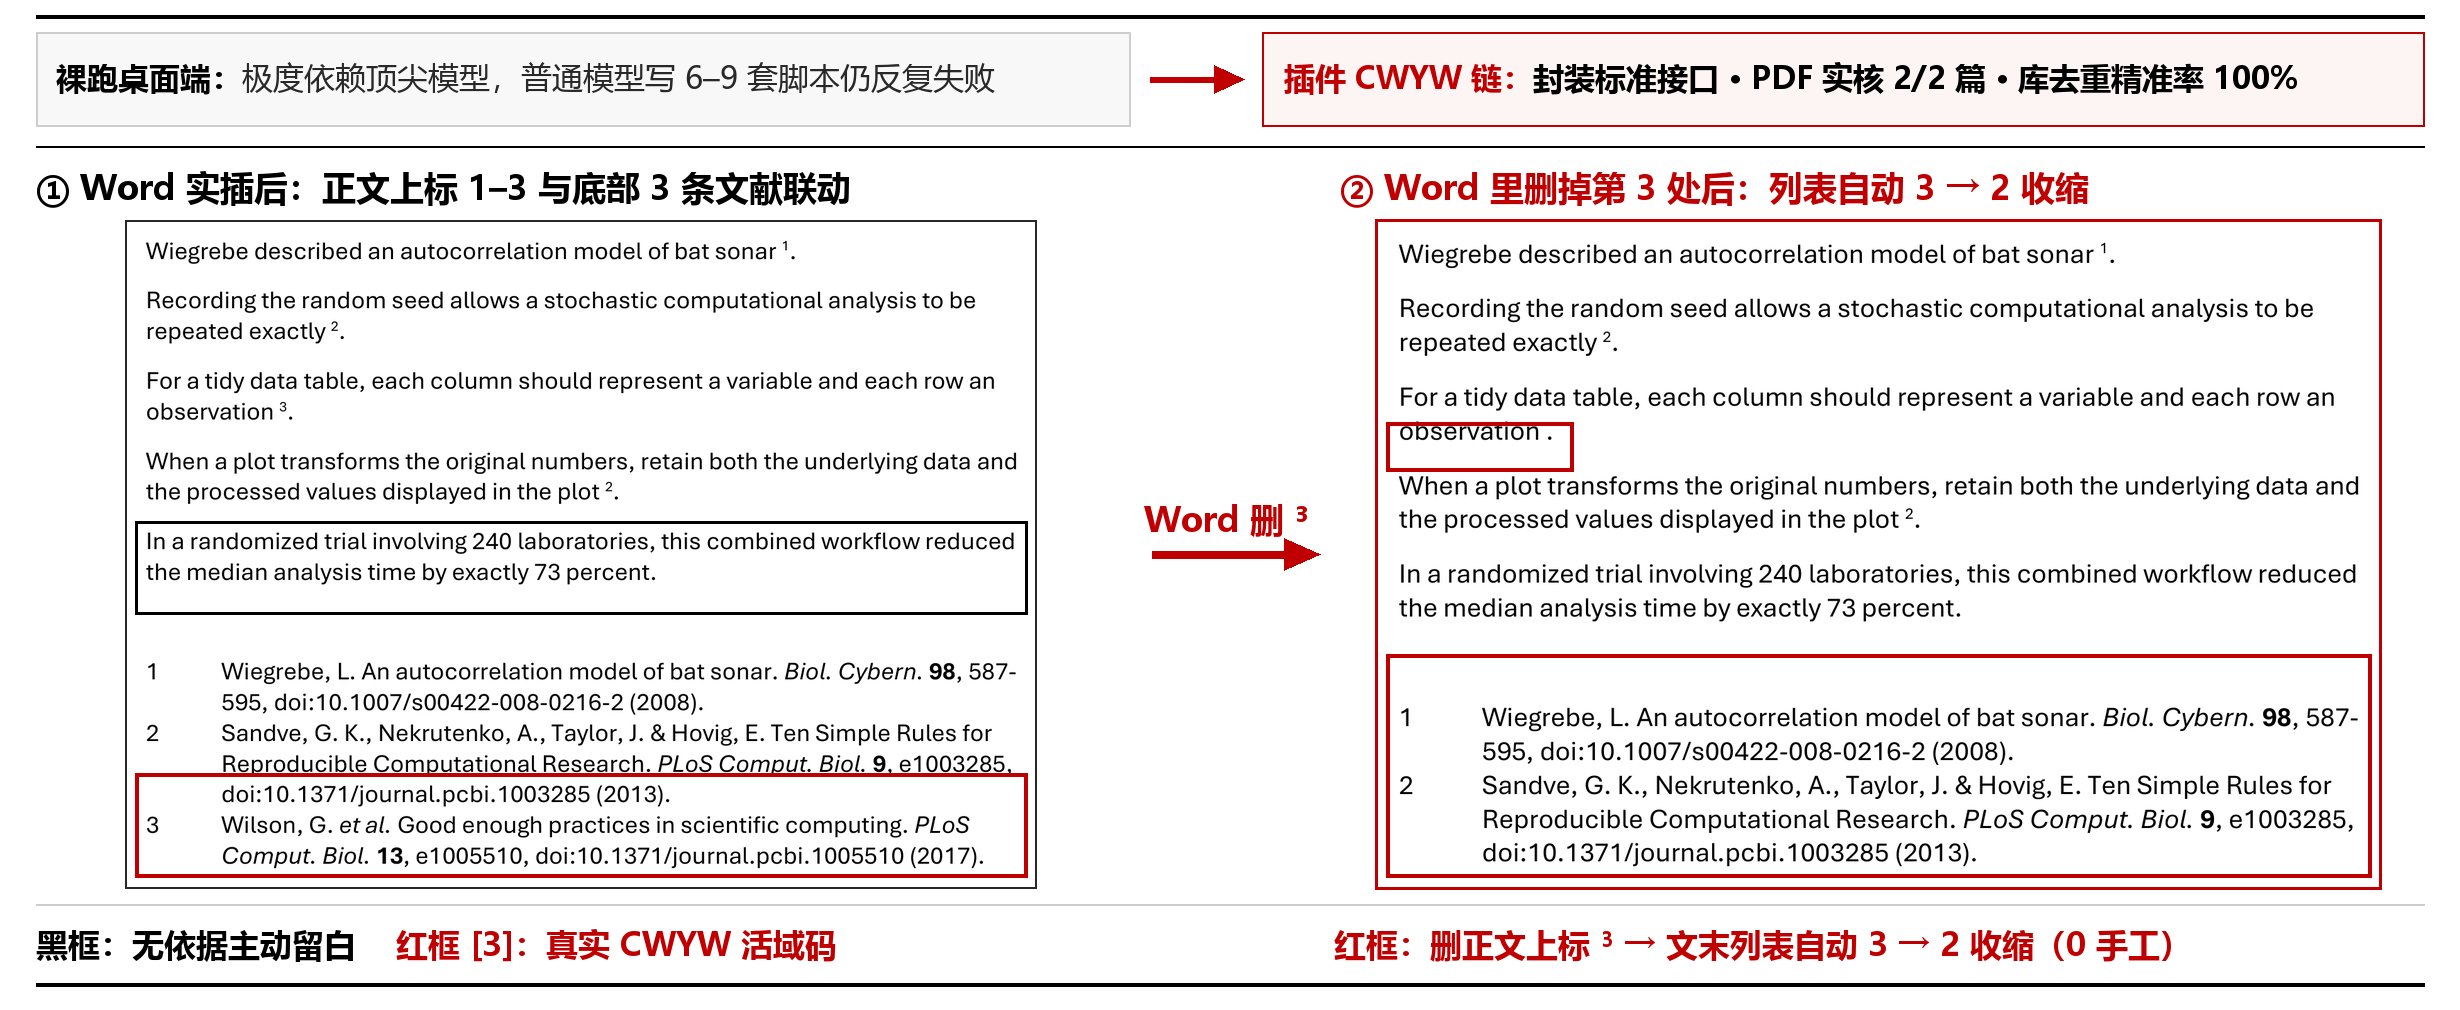 裸跑桌面端：极度依赖顶尖模型，普通模型写 6–9 套脚本仍反复失败
插件 CWYW 链：封装标准接口 • PDF 实核 2/2 篇 • 库去重精准率 100%
① Word 实插后：正文上标 1–3 与底部 3 条文献联动
Wiegrebe described an autocorrelation model of bat sonar ¹.
Recording the random seed allows a stochastic computational analysis to be
repeated exactly ².
For a tidy data table, each column should represent a variable and each row an
observation ³.
When a plot transforms the original numbers, retain both the underlying data and
the processed values displayed in the plot ².
In a randomized trial involving 240 laboratories, this combined workflow reduced
the median analysis time by exactly 73 percent.
1 Wiegrebe, L. An autocorrelation model of bat sonar. Biol. Cybern. 98, 587-
595, doi:10.1007/s00422-008-0216-2 (2008).
2 Sandve, G. K., Nekrutenko, A., Taylor, J. & Hovig, E. Ten Simple Rules for
Reproducible Computational Research. PLoS Comput. Biol. 9, e1003285,
doi:10.1371/journal.pcbi.1003285 (2013).
3 Wilson, G. et al. Good enough practices in scientific computing. PLoS
Comput. Biol. 13, e1005510, doi:10.1371/journal.pcbi.1005510 (2017).
Word 删 ³
② Word 里删掉第 3 处后：列表自动 3 → 2 收缩
Wiegrebe described an autocorrelation model of bat sonar ¹.
Recording the random seed allows a stochastic computational analysis to be
repeated exactly ².
For a tidy data table, each column should represent a variable and each row an
observation .
When a plot transforms the original numbers, retain both the underlying data and
the processed values displayed in the plot ².
In a randomized trial involving 240 laboratories, this combined workflow reduced
the median analysis time by exactly 73 percent.
1 Wiegrebe, L. An autocorrelation model of bat sonar. Biol. Cybern. 98, 587-
595, doi:10.1007/s00422-008-0216-2 (2008).
2 Sandve, G. K., Nekrutenko, A., Taylor, J. & Hovig, E. Ten Simple Rules for
Reproducible Computational Research. PLoS Comput. Biol. 9, e1003285,
doi:10.1371/journal.pcbi.1003285 (2013).
黑框：无依据主动留白 红框 [3]：真实 CWYW 活域码
红框：删正文上标 ³ → 文末列表自动 3 → 2 收缩（0 手工）